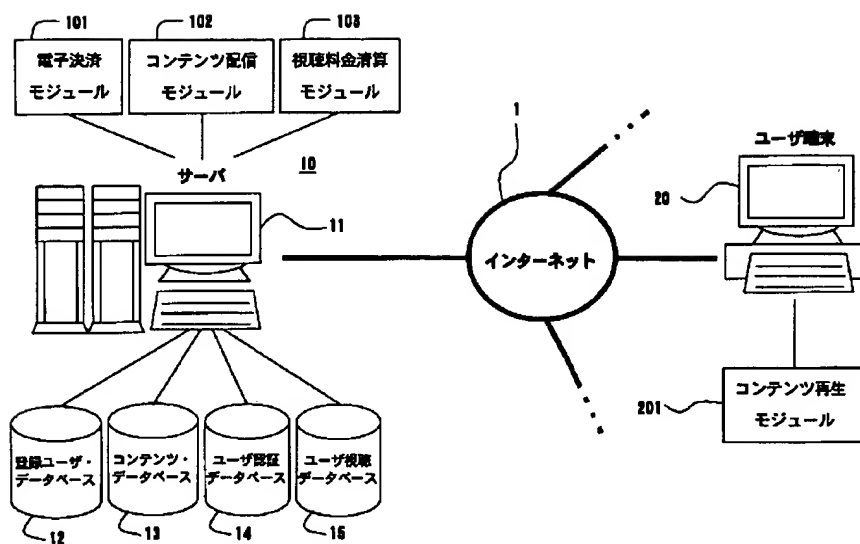 101
102
103
電子決済
モジュール
コンテンツ配信
モジュール
視聴料金清算
モジュール
10
サーバ
11
1
インターネット
ユーザ端末
20
コンテンツ再生
モジュール
201
登録ユーザ・
データベース
コンテンツ・
データベース
ユーザ認証
データベース
ユーザ視聴
データベース
12
13
14
15